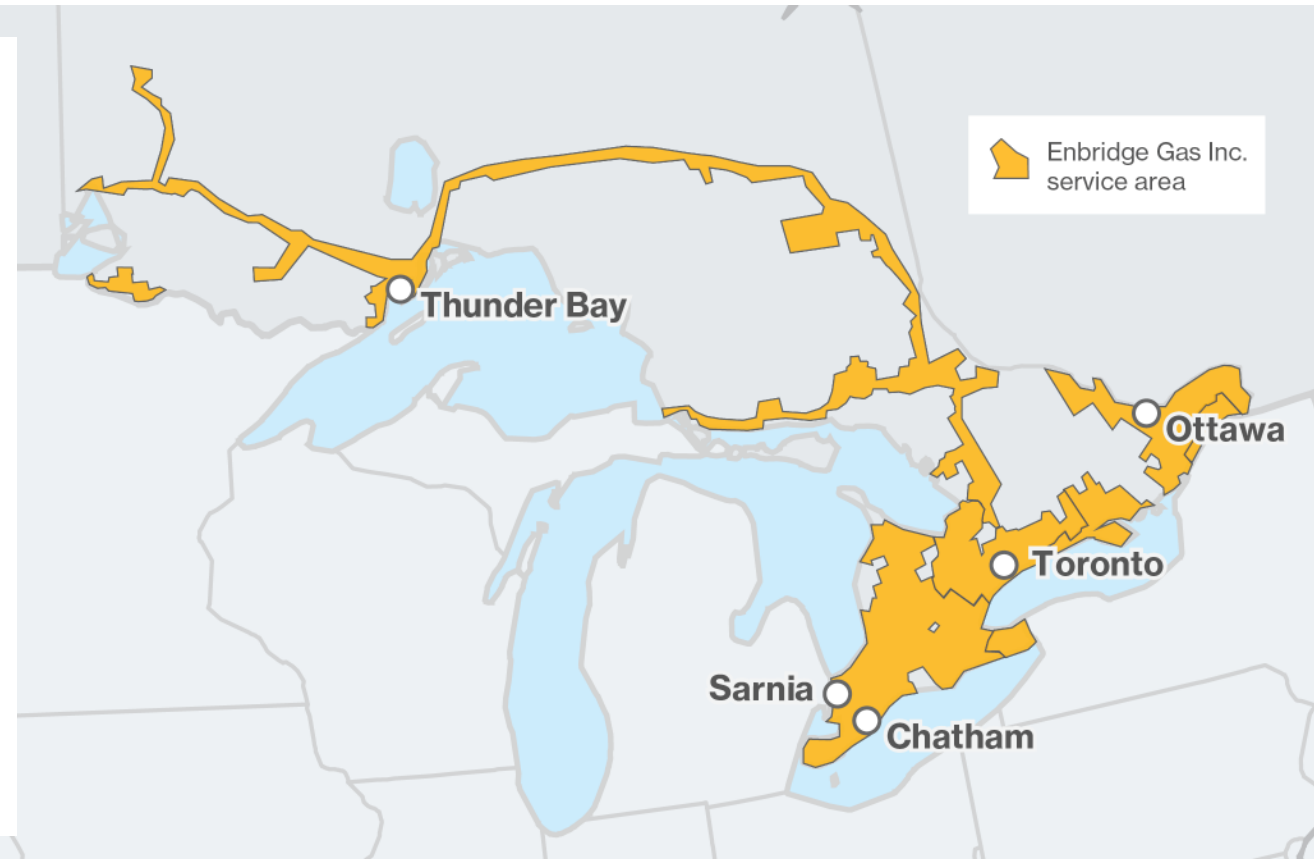 Enbridge Gas Inc.
service area
Thunder Bay
Ottawa
Toronto
Sarnia
Chatham